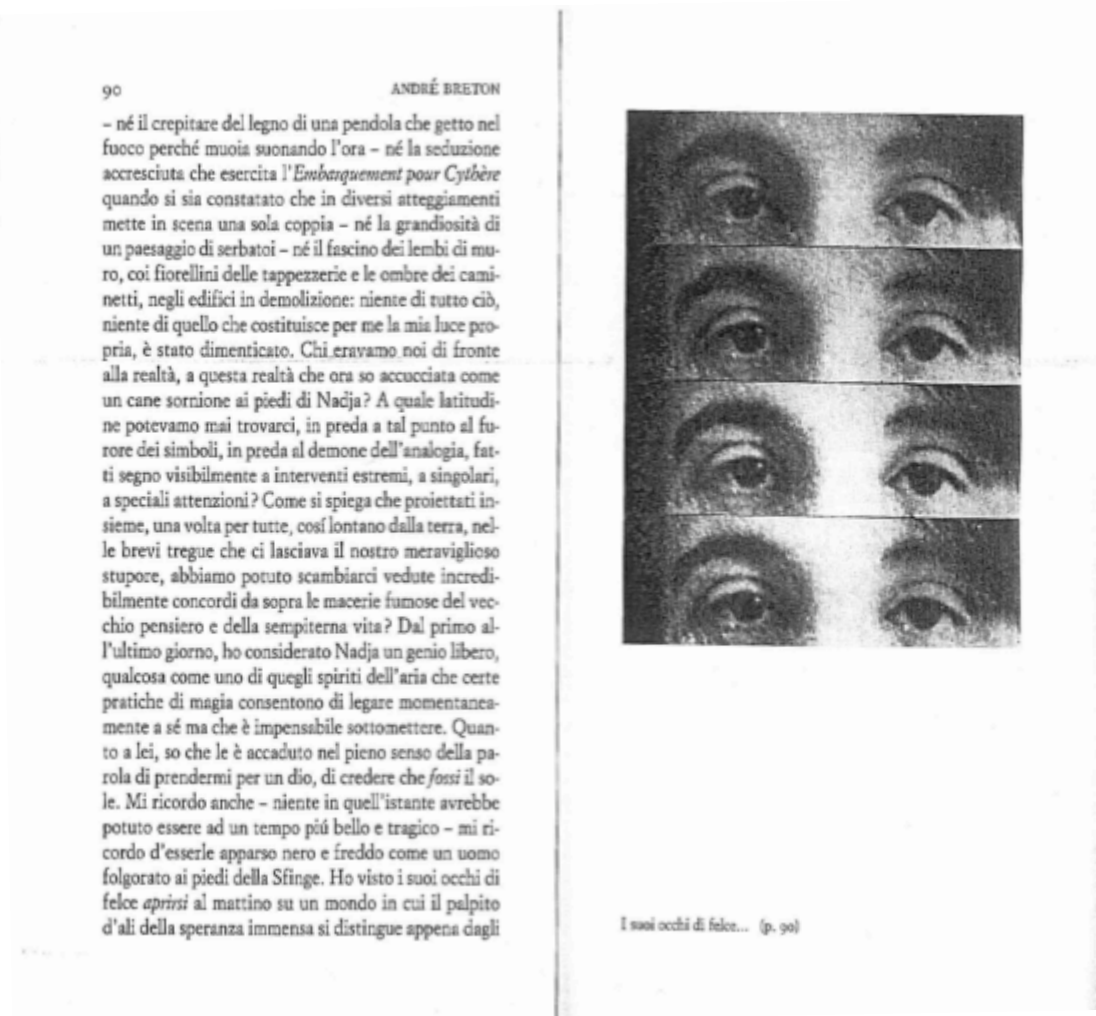 90 ANDRÉ BRETON
– né il crepitare del legno di una pendola che getto nel
fuoco perché muoia suonando l'ora – né la seduzione
accresciuta che esercita l'Embarquement pour Cythère
quando si sia constatato che in diversi atteggiamenti
mette in scena una sola coppia – né la grandiosità di
un paesaggio di serbatoi – né il fascino dei lembi di mu-
ro, coi fiorellini delle tappezzerie e le ombre dei cami-
netti, negli edifici in demolizione: niente di tutto ciò,
niente di quello che costituisce per me la mia luce pro-
pria, è stato dimenticato. Chi eravamo noi di fronte
alla realtà, a questa realtà che ora so accucciata come
un cane sornione ai piedi di Nadja? A quale latitudi-
ne potevamo mai trovarci, in preda a tal punto al fu-
rore dei simboli, in preda al demone dell'analogia, fat-
ti segno visibilmente a interventi estremi, a singolari,
a speciali attenzioni? Come si spiega che proiettati in-
sieme, una volta per tutte, cosí lontano dalla terra, nel-
le brevi tregue che ci lasciava il nostro meraviglioso
stupore, abbiamo potuto scambiarci vedute incredi-
bilmente concordi da sopra le macerie fumose del vec-
chio pensiero e della sempiterna vita? Dal primo al-
l'ultimo giorno, ho considerato Nadja un genio libero,
qualcosa come uno di quegli spiriti dell'aria che certe
pratiche di magia consentono di legare momentanea-
mente a sé ma che è impensabile sottomettere. Quan-
to a lei, so che le è accaduto nel pieno senso della pa-
rola di prendermi per un dio, di credere che fossi il so-
le. Mi ricordo anche – niente in quell'istante avrebbe
potuto essere ad un tempo piú bello e tragico – mi ri-
cordo d'esserle apparso nero e freddo come un uomo
folgorato ai piedi della Sfinge. Ho visto i suoi occhi di
felce aprirsi al mattino su un mondo in cui il palpito
d'ali della speranza immensa si distingue appena dagli
I suoi occhi di felce... (p. 90)